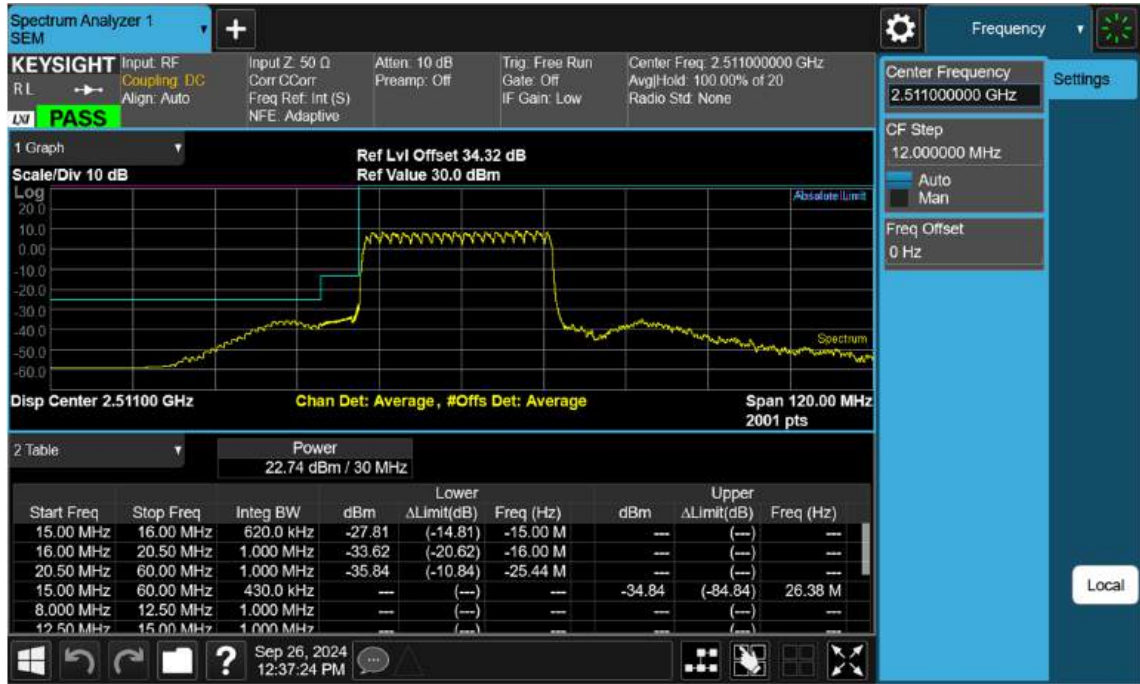 Spectrum Analyzer 1
SEM
Frequency
KEYSIGHT
R L
LXI PASS
Input: RF
Coupling: DC
Align: Auto
Input Z: 50 Ω
Corr CCorr
Freq Ref: Int (S)
NFE: Adaptive
Atten: 10 dB
Preamp: Off
Trig: Free Run
Gate: Off
IF Gain: Low
Center Freq: 2.511000000 GHz
Avg|Hold: 100.00% of 20
Radio Std: None
Center Frequency
2.511000000 GHz
Settings
CF Step
12.000000 MHz
Auto
Man
Freq Offset
0 Hz
Local
1 Graph
Ref Lvl Offset 34.32 dB
Scale/Div 10 dB
Ref Value 30.0 dBm
Log
Absolute Limit
20.0
10.0
0.00
-10.0
-20.0
-30.0
-40.0
-50.0
-60.0
Spectrum
Disp Center 2.51100 GHz
Chan Det: Average, #Offs Det: Average
Span 120.00 MHz
2001 pts
2 Table
Power
22.74 dBm / 30 MHz
Lower Upper
Start Freq Stop Freq Integ BW dBm ΔLimit(dB) Freq (Hz) dBm ΔLimit(dB) Freq (Hz)
15.00 MHz 16.00 MHz 620.0 kHz -27.81 (-14.81) -15.00 M --- (---) ---
16.00 MHz 20.50 MHz 1.000 MHz -33.62 (-20.62) -16.00 M --- (---) ---
20.50 MHz 60.00 MHz 1.000 MHz -35.84 (-10.84) -25.44 M --- (---) ---
15.00 MHz 60.00 MHz 430.0 kHz --- (---) --- -34.84 (-84.84) 26.38 M
8.000 MHz 12.50 MHz 1.000 MHz --- (---) --- --- (---) ---
12.50 MHz 15.00 MHz 1.000 MHz --- (---) --- --- (---) ---
Sep 26, 2024
12:37:24 PM